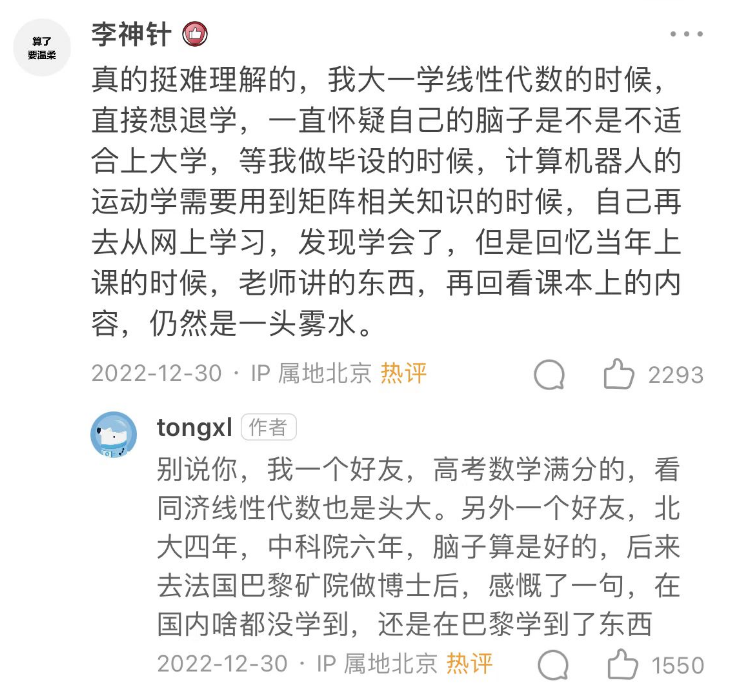 算了
要温柔
李神针
真的挺难理解的，我大一学线性代数的时候，
直接想退学，一直怀疑自己的脑子是不是不适
合上大学，等我做毕设的时候，计算机器人的
运动学需要用到矩阵相关知识的时候，自己再
去从网上学习，发现学会了，但是回忆当年上
课的时候，老师讲的东西，再回看课本上的内
容，仍然是一头雾水。
2022-12-30 · IP 属地北京 热评 2293
tongxl 作者
别说你，我一个好友，高考数学满分的，看
同济线性代数也是头大。另外一个好友，北
大四年，中科院六年，脑子算是好的，后来
去法国巴黎矿院做博士后，感慨了一句，在
国内啥都没学到，还是在巴黎学到了东西
2022-12-30 · IP 属地北京 热评 1550